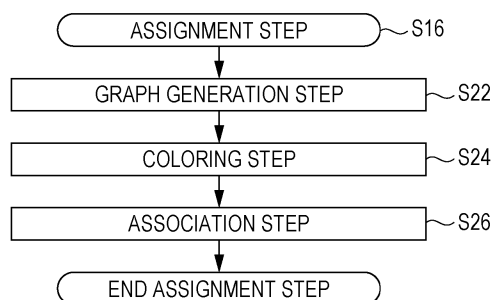 ASSIGNMENT STEP S16
GRAPH GENERATION STEP S22
COLORING STEP S24
ASSOCIATION STEP S26
END ASSIGNMENT STEP